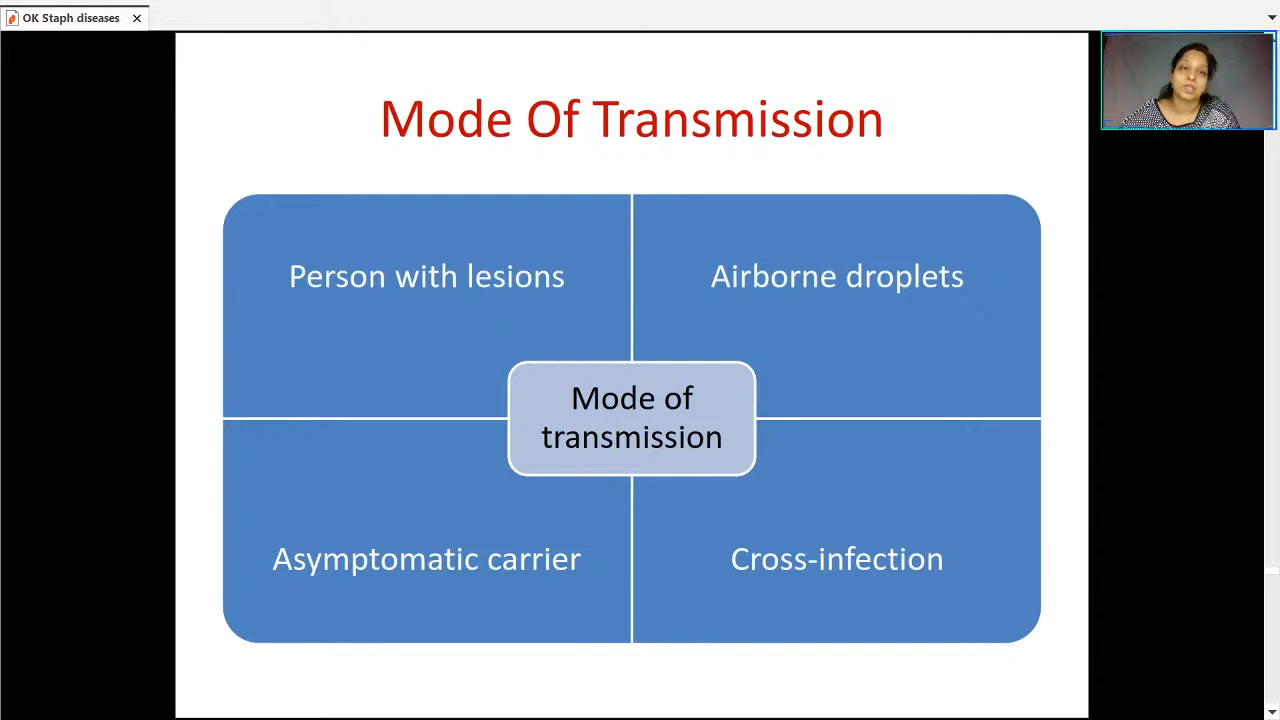 OK Staph diseases
Mode Of Transmission
Person with lesions
Airborne droplets
Mode of
transmission
Asymptomatic carrier
Cross-infection